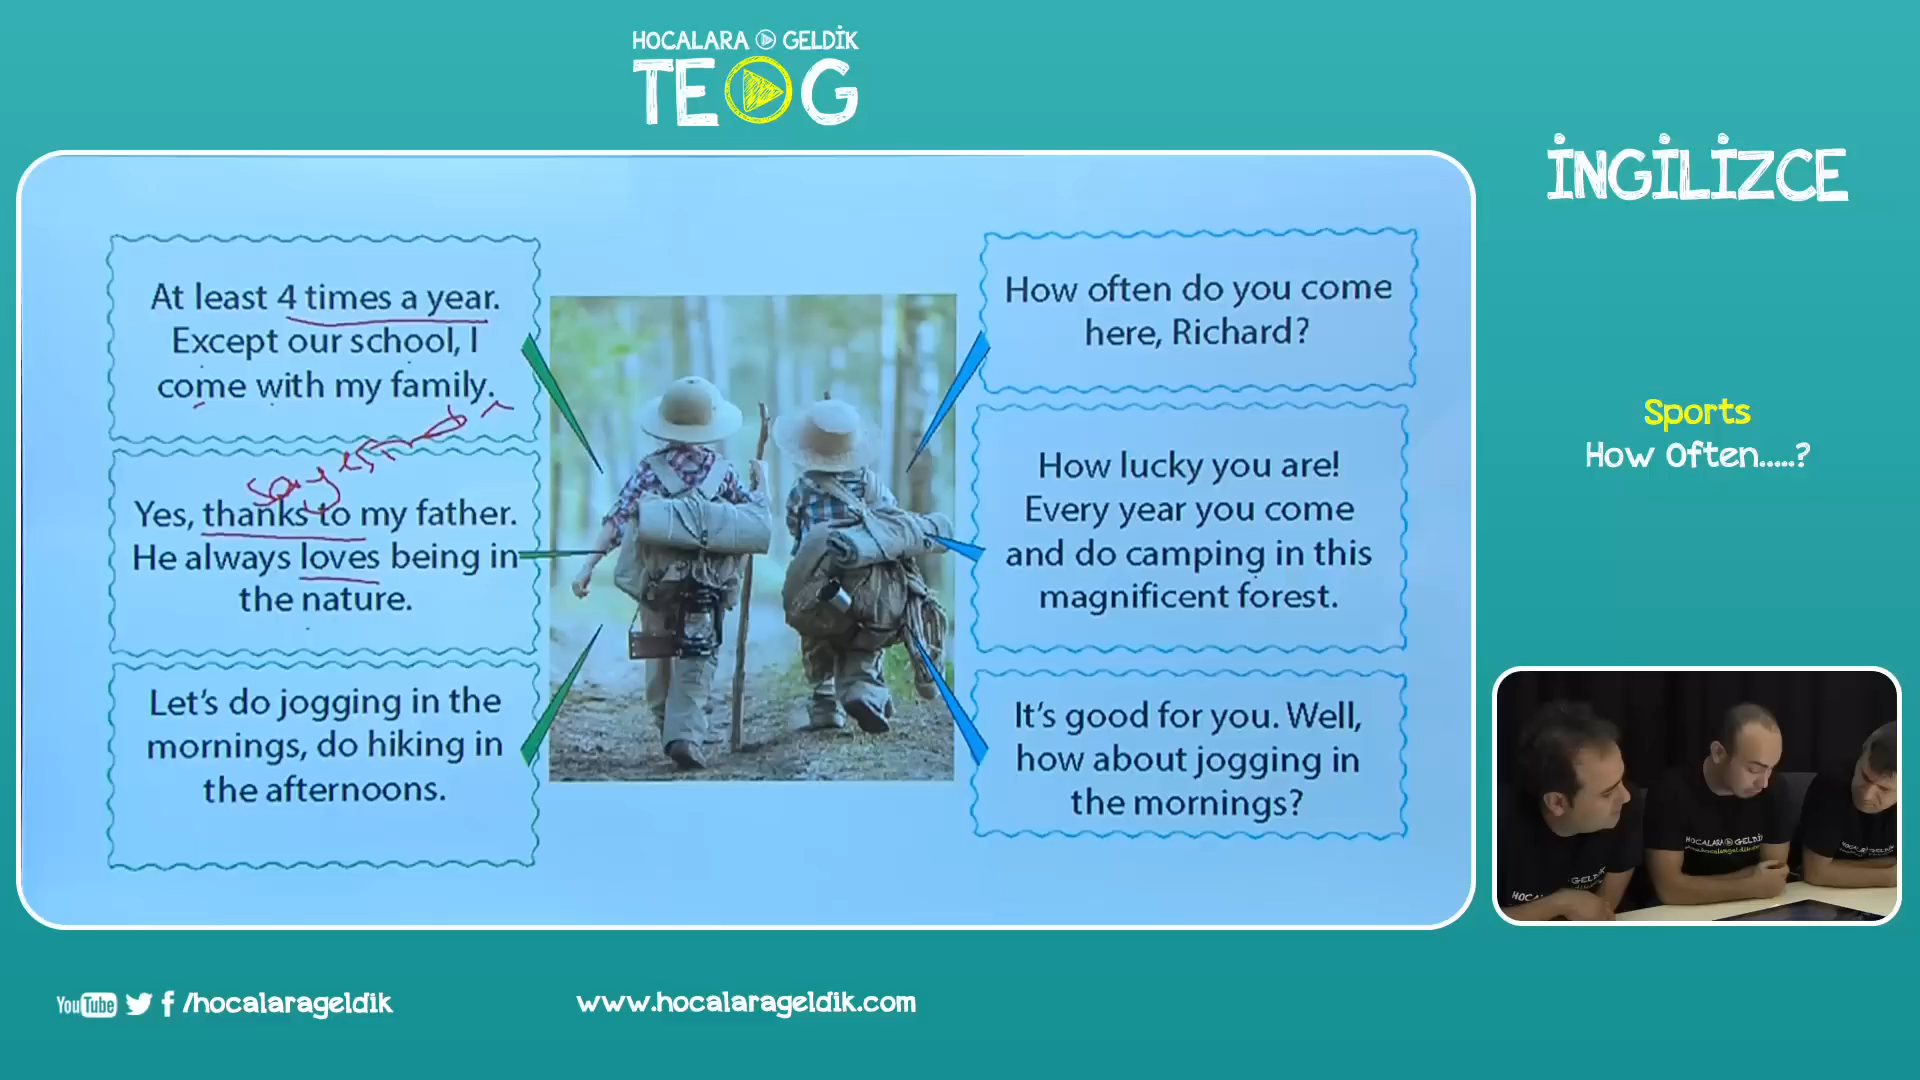 HOCALARA GELDİK
TEOG
İNGİLİZCE
At least 4 times a year.
Except our school, I
come with my family.
sayesinde
Yes, thanks to my father.
He always loves being in
the nature.
Let's do jogging in the
mornings, do hiking in
the afternoons.
How often do you come
here, Richard?
How lucky you are!
Every year you come
and do camping in this
magnificent forest.
It's good for you. Well,
how about jogging in
the mornings?
Sports
How Often.....?
HOCALARA GELDİK
YouTube /hocalarageldik
www.hocalarageldik.com